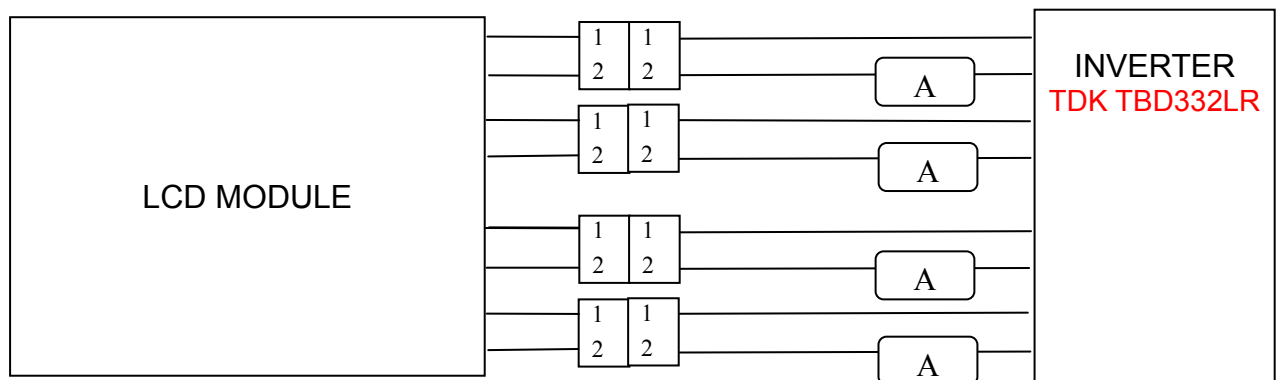 LCD MODULE
1 1
2 2
A
1 1
2 2
A
1 1
2 2
A
1 1
2 2
A
INVERTER
TDK TBD332LR